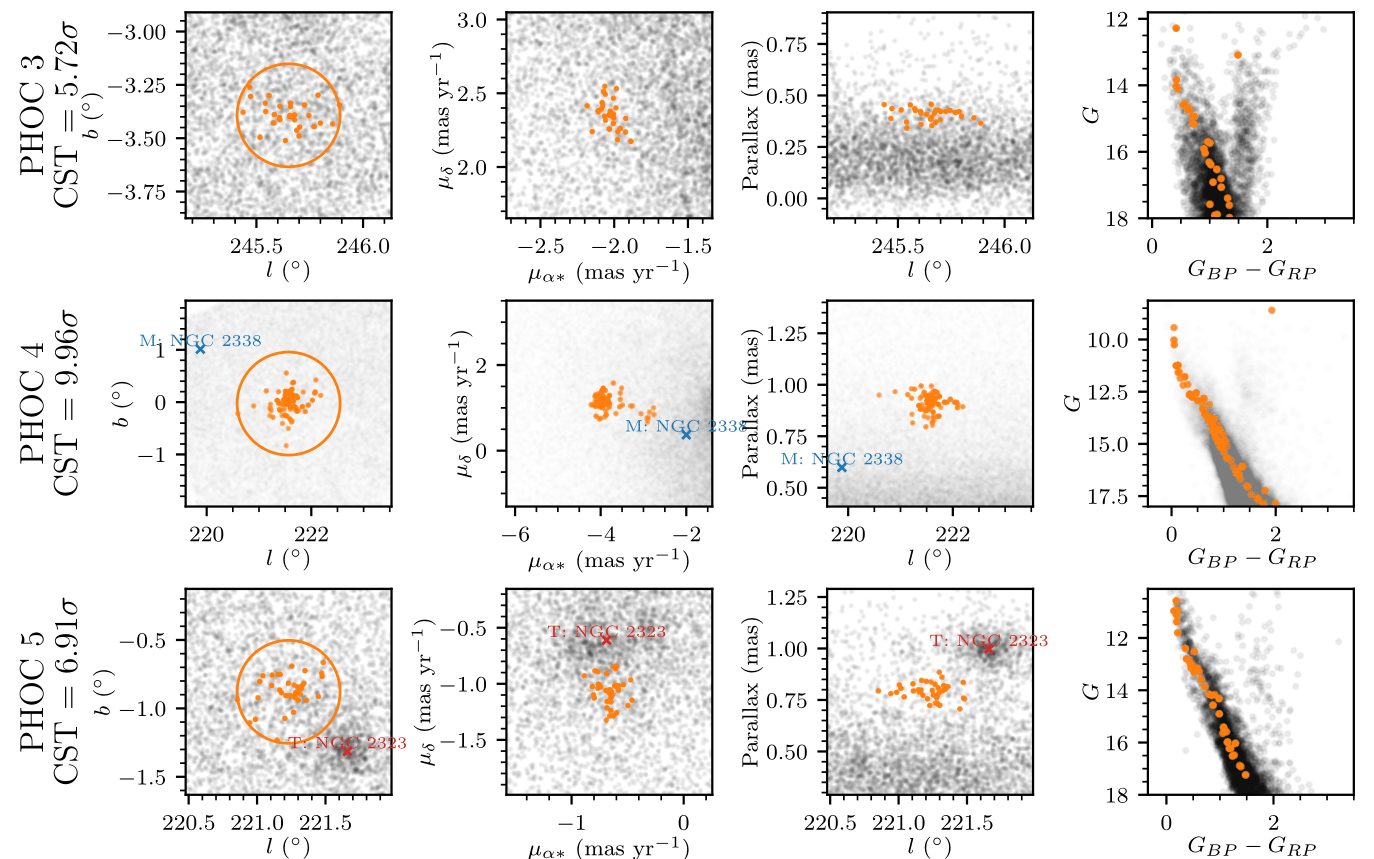 PHOC 3
CST = 5.72σ
b (°)
−3.00
−3.25
−3.50
−3.75
245.5 246.0
l (°)
μδ (mas yr−1)
3.0
2.5
2.0
−2.5 −2.0 −1.5
μα∗ (mas yr−1)
Parallax (mas)
0.75
0.50
0.25
0.00
245.5 246.0
l (°)
G
12
14
16
18
0 2
GBP − GRP
PHOC 4
CST = 9.96σ
b (°)
1
0
−1
M: NGC 2338
220 222
l (°)
μδ (mas yr−1)
2
0
M: NGC 2338
−6 −4 −2
μα∗ (mas yr−1)
Parallax (mas)
1.25
1.00
0.75
0.50
M: NGC 2338
220 222
l (°)
G
10.0
12.5
15.0
17.5
0 2
GBP − GRP
PHOC 5
CST = 6.91σ
b (°)
−0.5
−1.0
−1.5
T: NGC 2323
220.5 221.0 221.5
l (°)
μδ (mas yr−1)
−0.5
−1.0
−1.5
T: NGC 2323
−1 0
μα∗ (mas yr−1)
Parallax (mas)
1.25
1.00
0.75
0.50
T: NGC 2323
220.5 221.0 221.5
l (°)
G
12
14
16
18
0 2
GBP − GRP